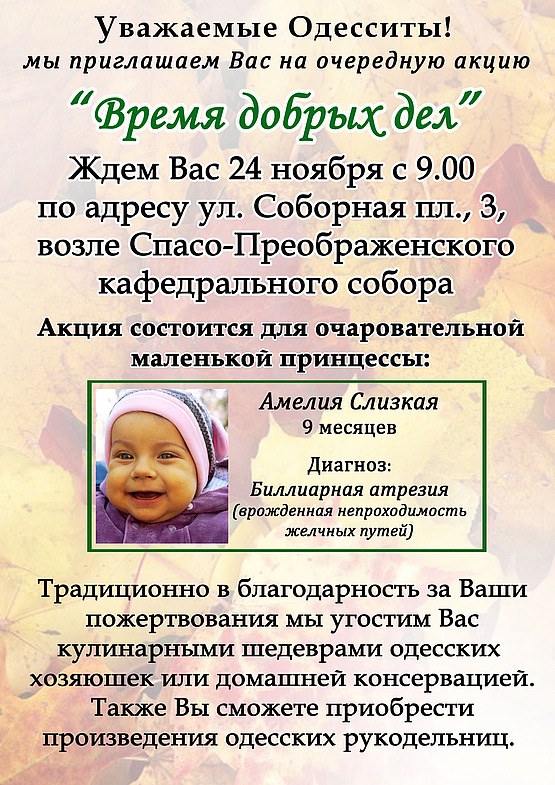 Уважаемые Одесситы!
мы приглашаем Вас на очередную акцию
“Время добрых дел”
Ждем Вас 24 ноября с 9.00
по адресу ул. Соборная пл., 3,
возле Спасо-Преображенского
кафедрального собора
Акция состоится для очаровательной
маленькой принцессы:
Амелия Слизкая
9 месяцев
Диагноз:
Биллиарная атрезия
(врожденная непроходимость
желчных путей)
Традиционно в благодарность за Ваши
пожертвования мы угостим Вас
кулинарными шедеврами одесских
хозяюшек или домашней консервацией.
Также Вы сможете приобрести
произведения одесских рукодельниц.